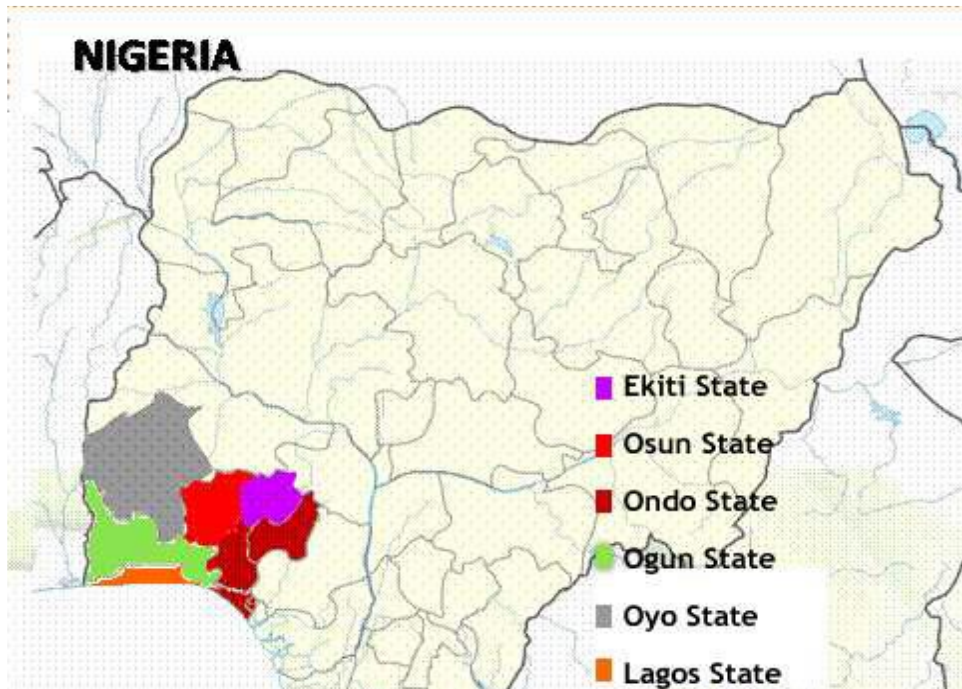 NIGERIA
Ekiti State
Osun State
Ondo State
Ogun State
Oyo State
Lagos State